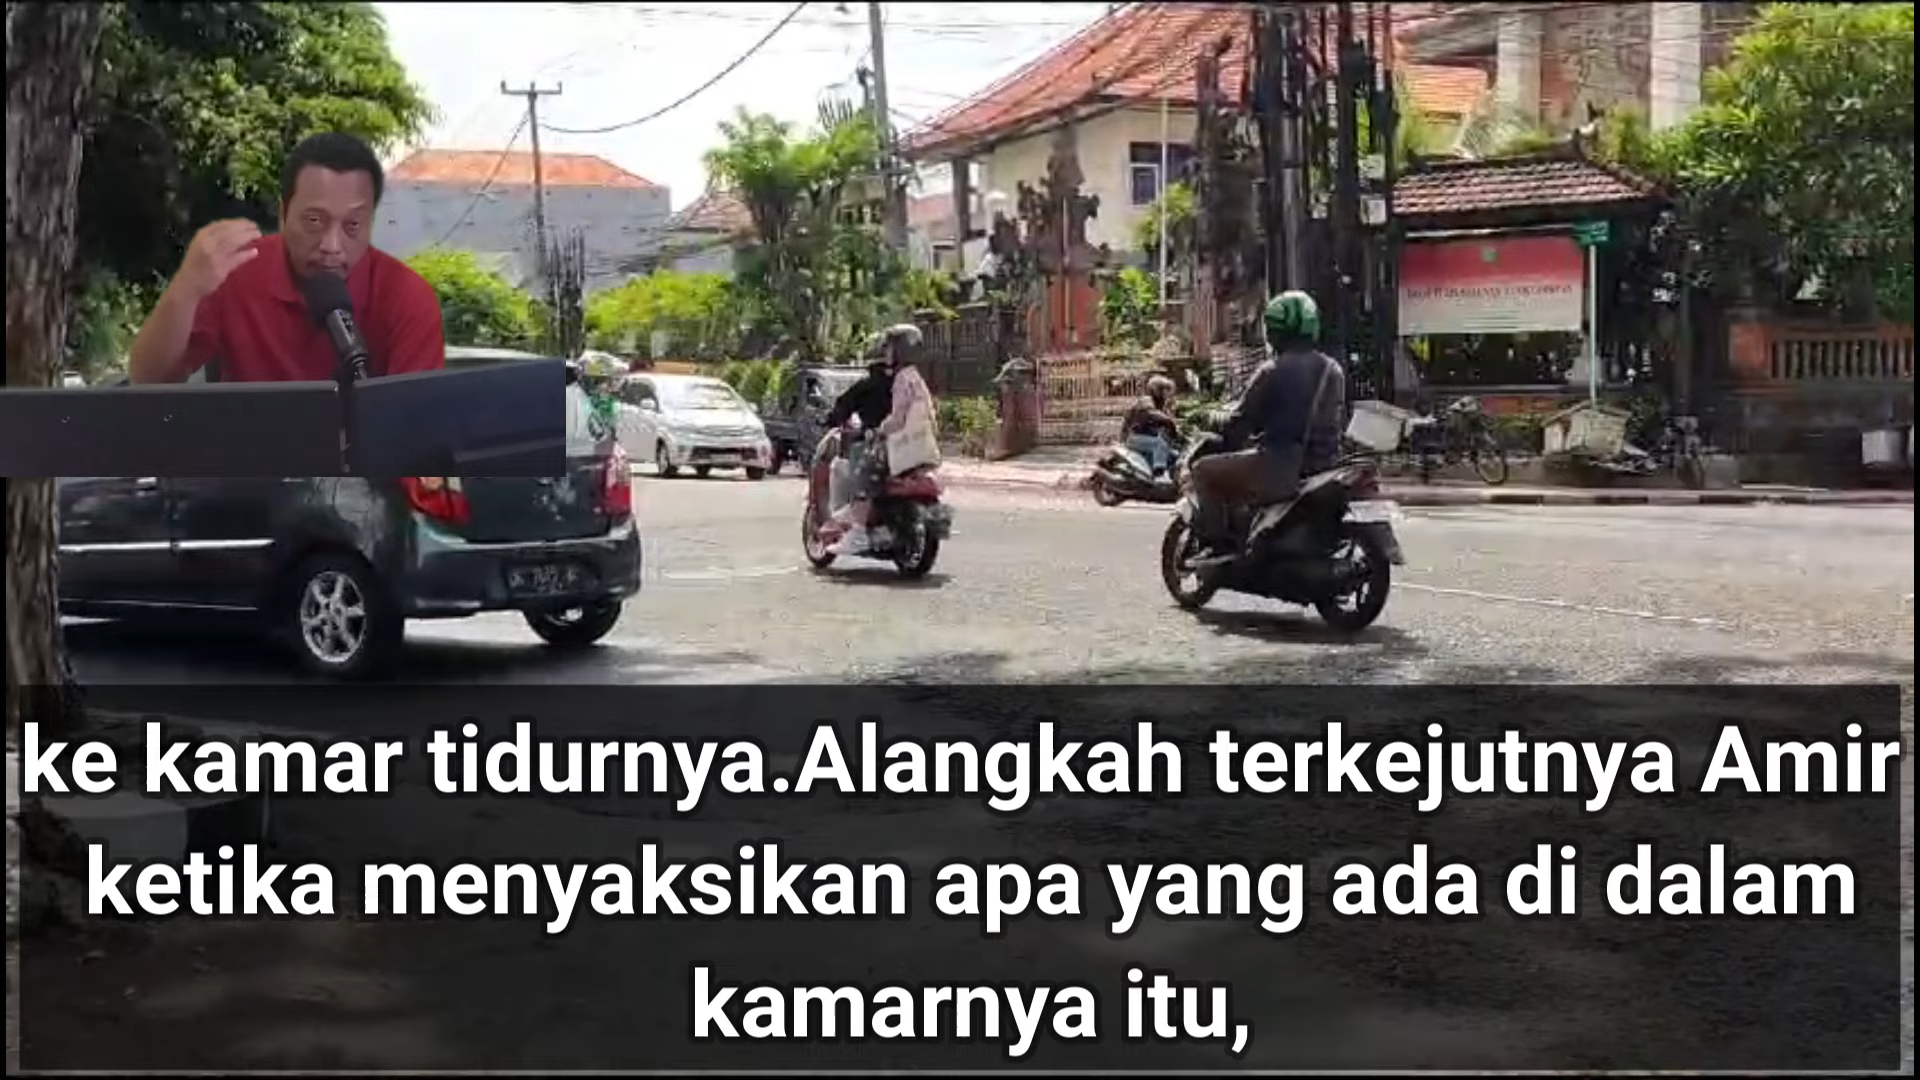 ke kamar tidurnya.Alangkah terkejutnya Amir
ketika menyaksikan apa yang ada di dalam
kamarnya itu,